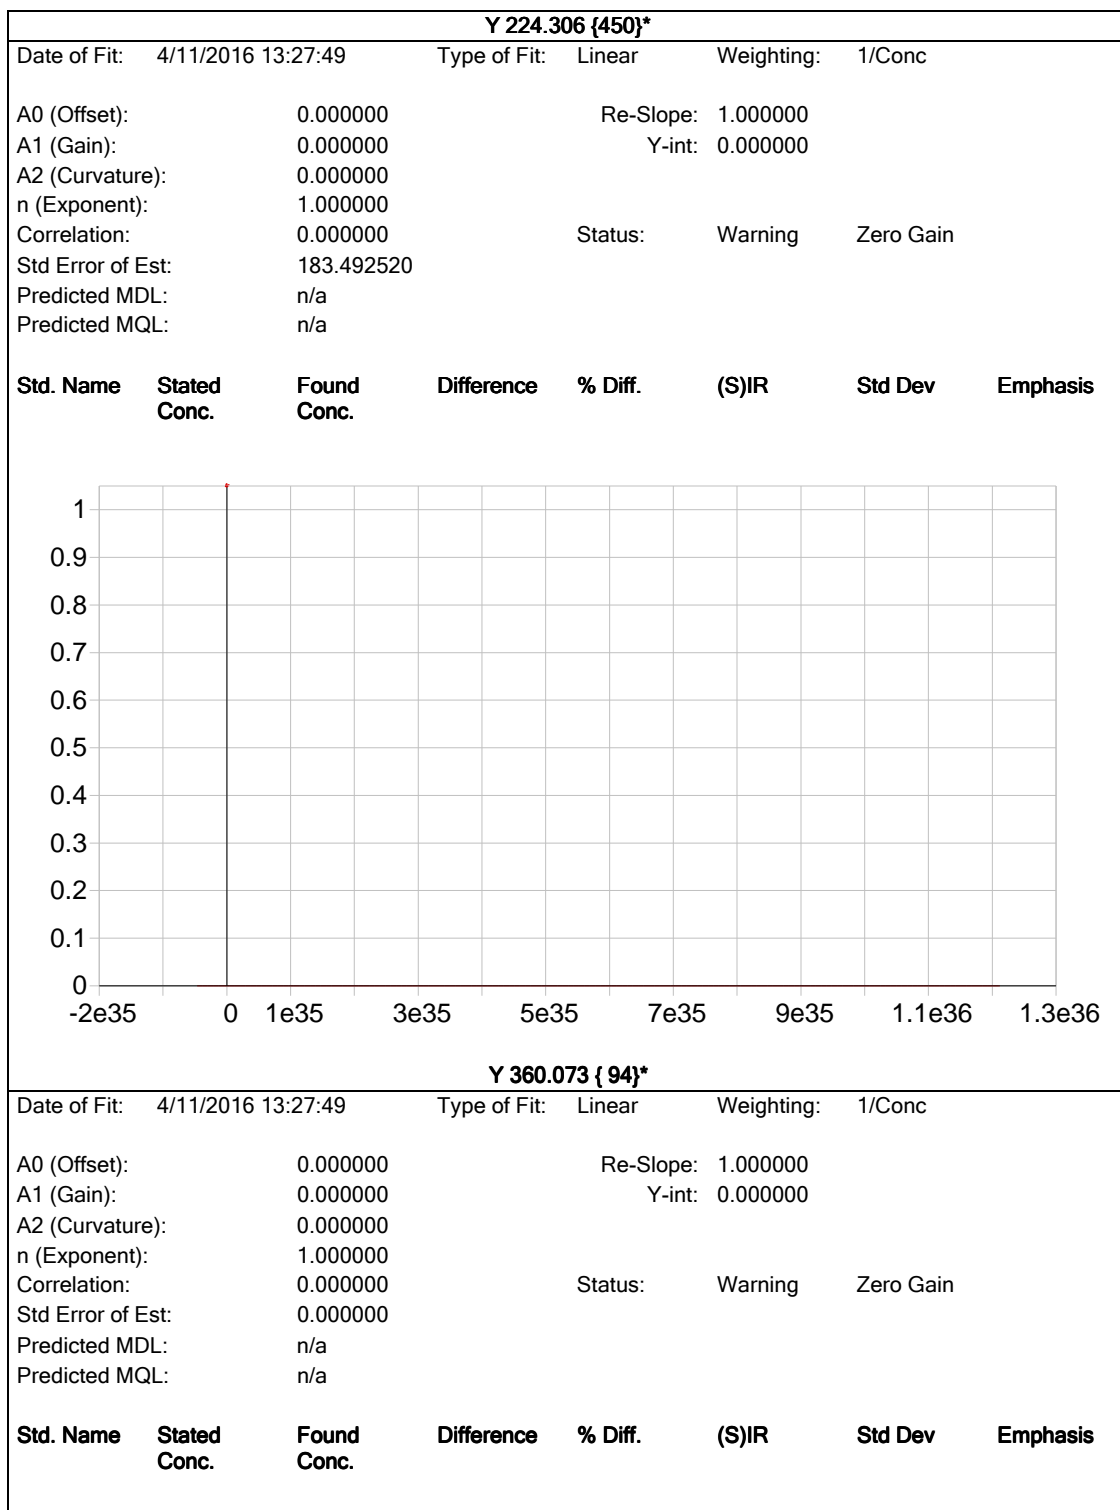 Y 224.306 {450}*
Date of Fit: 4/11/2016 13:27:49 Type of Fit: Linear Weighting: 1/Conc
A0 (Offset): 0.000000 Re-Slope: 1.000000
A1 (Gain): 0.000000 Y-int: 0.000000
A2 (Curvature): 0.000000
n (Exponent): 1.000000
Correlation: 0.000000 Status: Warning Zero Gain
Std Error of Est: 183.492520
Predicted MDL: n/a
Predicted MQL: n/a
Std. Name Stated Found Difference % Diff. (S)IR Std Dev Emphasis
Conc. Conc.
1
0.9
0.8
0.7
0.6
0.5
0.4
0.3
0.2
0.1
0
-2e35 0 1e35 3e35 5e35 7e35 9e35 1.1e36 1.3e36
Y 360.073 { 94}*
Date of Fit: 4/11/2016 13:27:49 Type of Fit: Linear Weighting: 1/Conc
A0 (Offset): 0.000000 Re-Slope: 1.000000
A1 (Gain): 0.000000 Y-int: 0.000000
A2 (Curvature): 0.000000
n (Exponent): 1.000000
Correlation: 0.000000 Status: Warning Zero Gain
Std Error of Est: 0.000000
Predicted MDL: n/a
Predicted MQL: n/a
Std. Name Stated Found Difference % Diff. (S)IR Std Dev Emphasis
Conc. Conc.